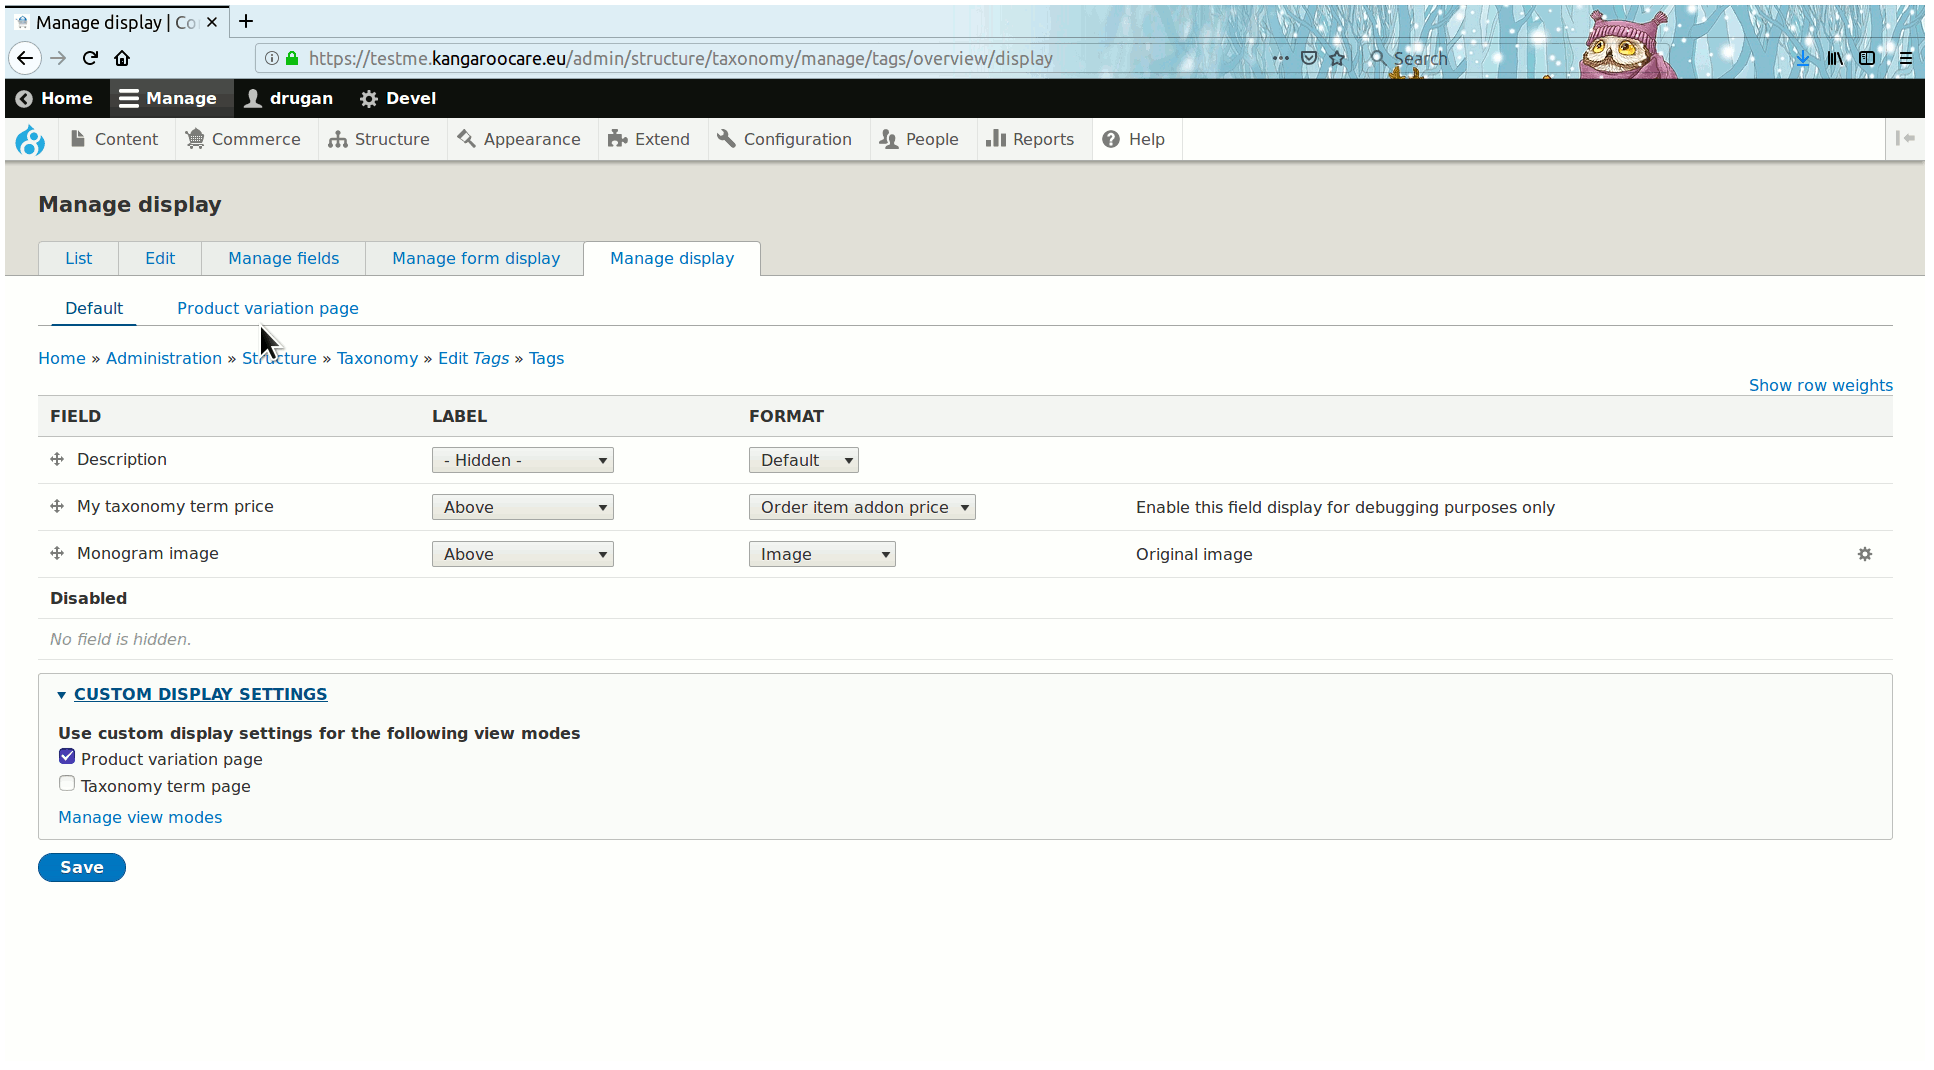 Manage display | Co
https://testme.kangaroocare.eu/admin/structure/taxonomy/manage/tags/overview/display
Search
Home Manage drugan Devel
Content Commerce Structure Appearance Extend Configuration People Reports Help
Manage display
List Edit Manage fields Manage form display Manage display
Default Product variation page
Home » Administration » Structure » Taxonomy » Edit Tags » Tags
Show row weights
FIELD LABEL FORMAT
Description - Hidden - Default
My taxonomy term price Above Order item addon price Enable this field display for debugging purposes only
Monogram image Above Image Original image
Disabled
No field is hidden.
CUSTOM DISPLAY SETTINGS
Use custom display settings for the following view modes
Product variation page
Taxonomy term page
Manage view modes
Save